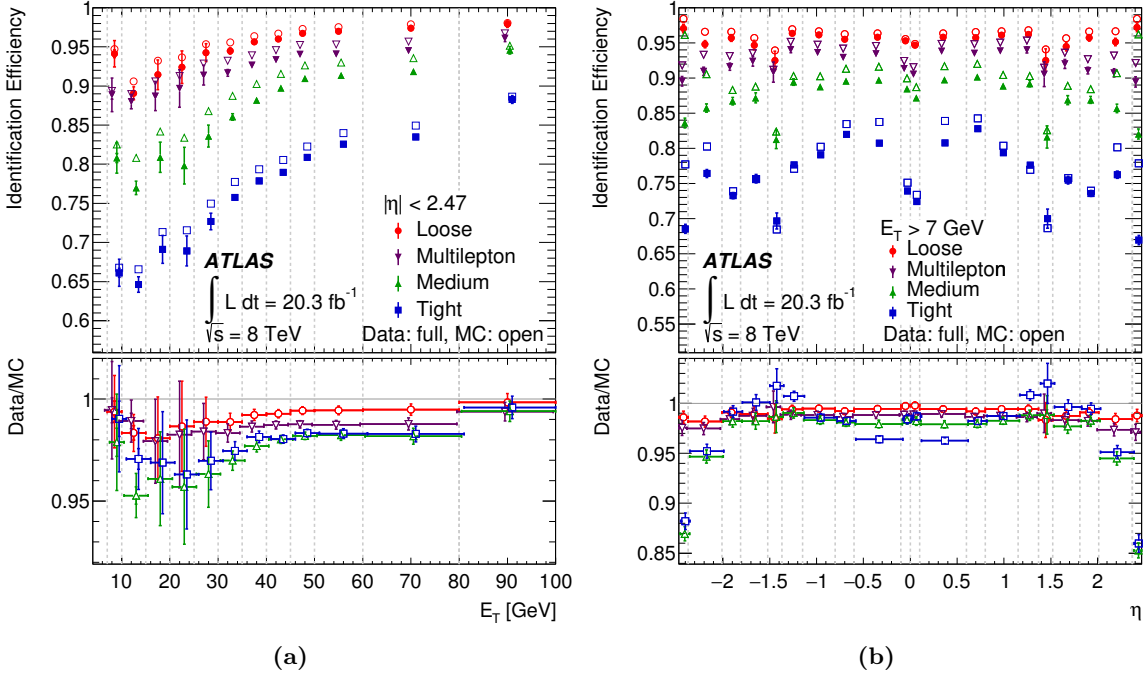 Identification Efficiency
0.95
0.9
0.85
0.8
0.75
0.7
0.65
0.6
|η| < 2.47
Loose
Multilepton
Medium
Tight
ATLAS
∫ L dt = 20.3 fb⁻¹
√s = 8 TeV
Data: full, MC: open
Data/MC
1
0.95
10 20 30 40 50 60 70 80 90 100
E_T [GeV]
(a)
Identification Efficiency
1
0.95
0.9
0.85
0.8
0.75
0.7
0.65
0.6
0.55
E_T > 7 GeV
Loose
Multilepton
Medium
Tight
ATLAS
∫ L dt = 20.3 fb⁻¹
√s = 8 TeV
Data: full, MC: open
Data/MC
1
0.95
0.9
0.85
−2 −1.5 −1 −0.5 0 0.5 1 1.5 2
η
(b)